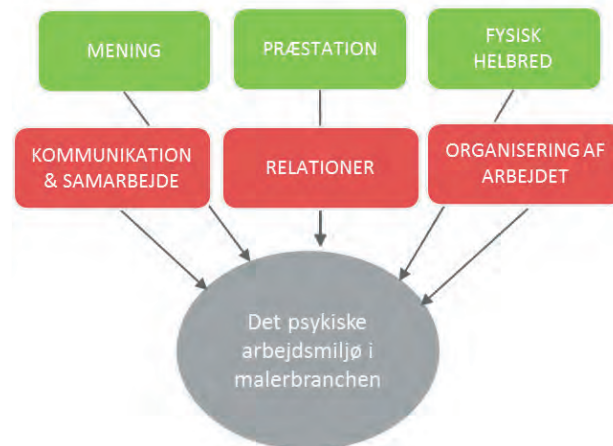 MENING
PRÆSTATION
FYSISK
HELBRED
KOMMUNIKATION
& SAMARBEJDE
RELATIONER
ORGANISERING AF
ARBEJDET
Det psykiske
arbejdsmiljø i
malerbranchen